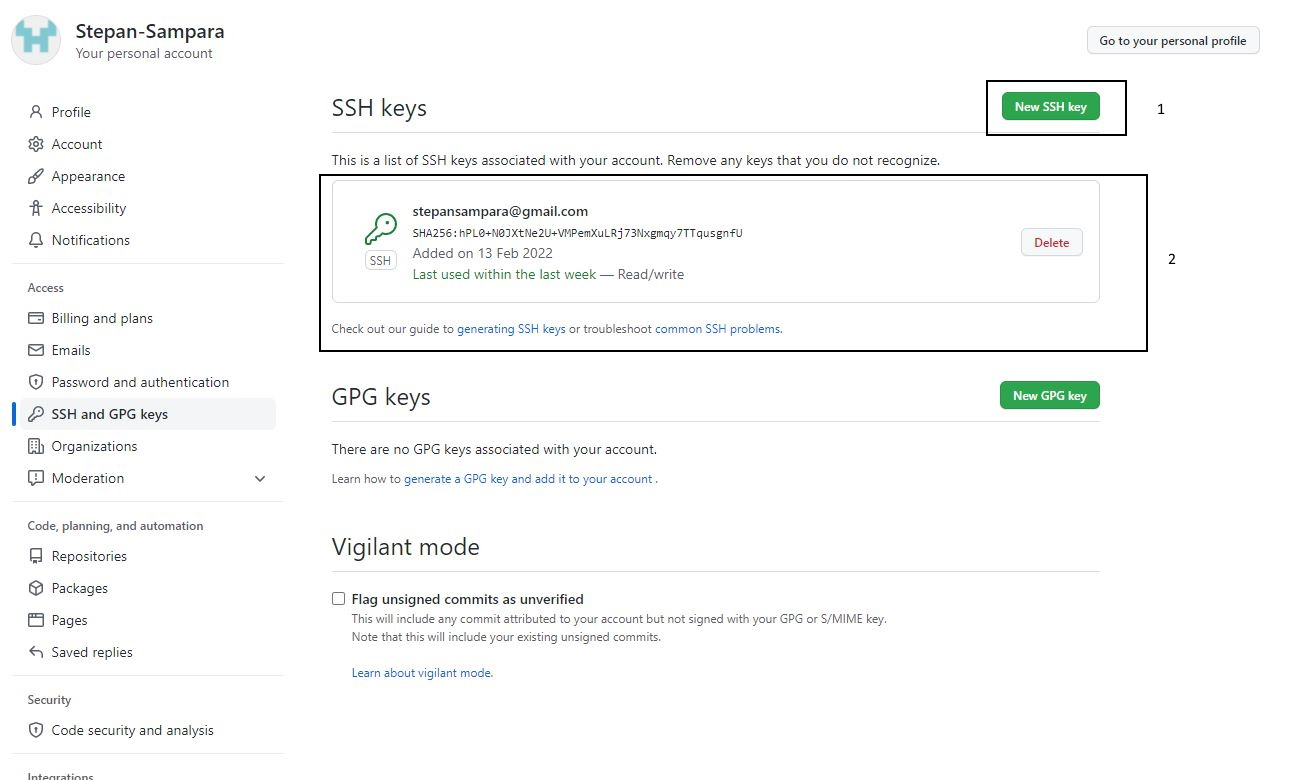 Stepan-Sampara
Your personal account
Go to your personal profile
Profile
Account
Appearance
Accessibility
Notifications
Access
Billing and plans
Emails
Password and authentication
SSH and GPG keys
Organizations
Moderation
Code, planning, and automation
Repositories
Packages
Pages
Saved replies
Security
Code security and analysis
Integrations
SSH keys
New SSH key
1
This is a list of SSH keys associated with your account. Remove any keys that you do not recognize.
stepansampara@gmail.com
SHA256:hPL0+N0JXtNe2U+VMPemXuLRj73Nxgmqy7TTqusgnfU
SSH
Added on 13 Feb 2022
Last used within the last week — Read/write
Delete
2
Check out our guide to generating SSH keys or troubleshoot common SSH problems.
GPG keys
New GPG key
There are no GPG keys associated with your account.
Learn how to generate a GPG key and add it to your account .
Vigilant mode
Flag unsigned commits as unverified
This will include any commit attributed to your account but not signed with your GPG or S/MIME key.
Note that this will include your existing unsigned commits.
Learn about vigilant mode.